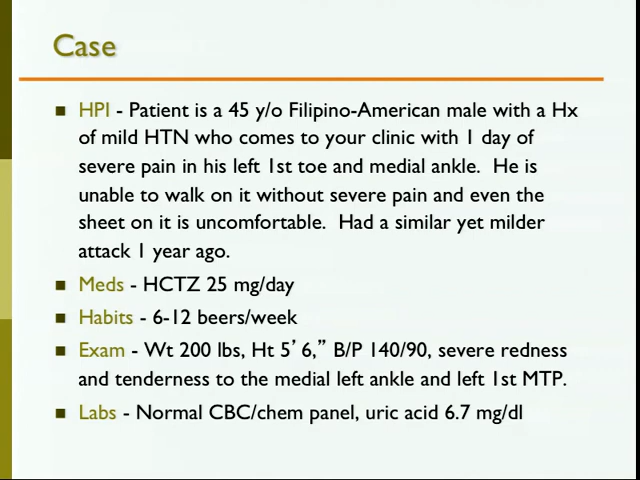 Case
HPI - Patient is a 45 y/o Filipino-American male with a Hx
of mild HTN who comes to your clinic with 1 day of
severe pain in his left 1st toe and medial ankle. He is
unable to walk on it without severe pain and even the
sheet on it is uncomfortable. Had a similar yet milder
attack 1 year ago.
Meds - HCTZ 25 mg/day
Habits - 6-12 beers/week
Exam - Wt 200 lbs, Ht 5’ 6,” B/P 140/90, severe redness
and tenderness to the medial left ankle and left 1st MTP.
Labs - Normal CBC/chem panel, uric acid 6.7 mg/dl